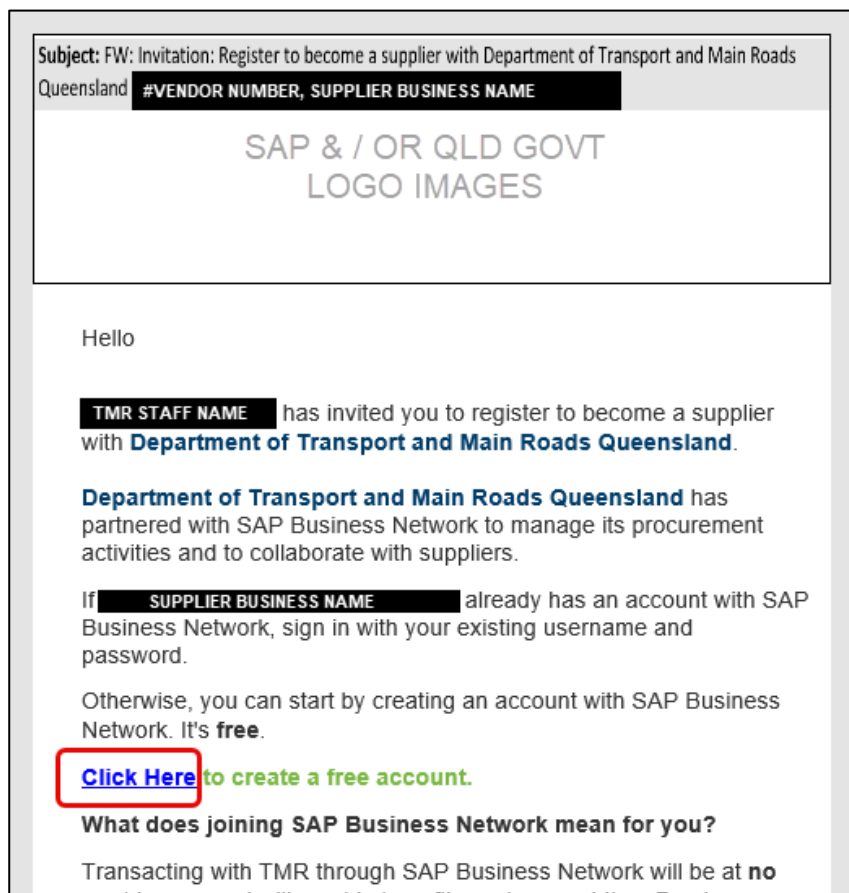 Subject: FW: Invitation: Register to become a supplier with Department of Transport and Main Roads
Queensland #VENDOR NUMBER, SUPPLIER BUSINESS NAME
SAP & / OR QLD GOVT
LOGO IMAGES
Hello
TMR STAFF NAME has invited you to register to become a supplier
with Department of Transport and Main Roads Queensland.
Department of Transport and Main Roads Queensland has
partnered with SAP Business Network to manage its procurement
activities and to collaborate with suppliers.
If SUPPLIER BUSINESS NAME already has an account with SAP
Business Network, sign in with your existing username and
password.
Otherwise, you can start by creating an account with SAP Business
Network. It's free.
Click Here to create a free account.
What does joining SAP Business Network mean for you?
Transacting with TMR through SAP Business Network will be at no